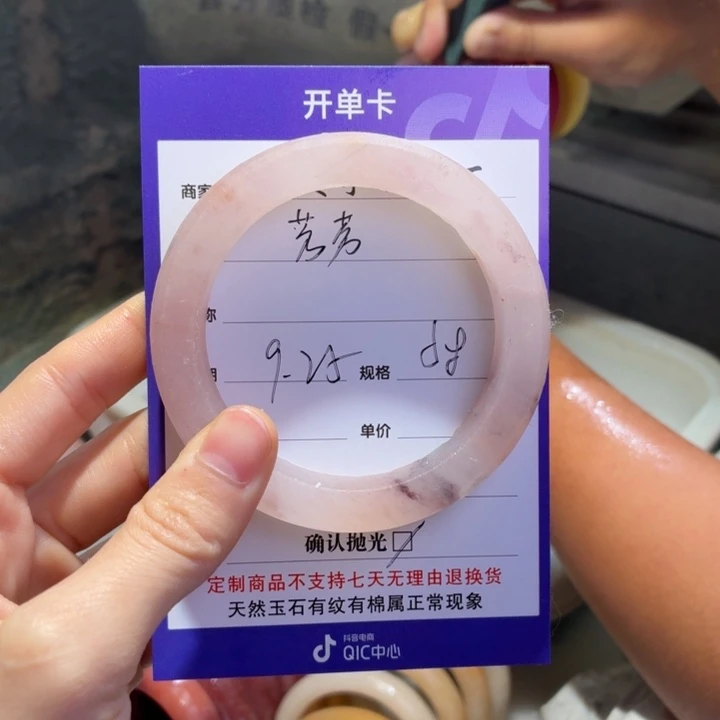 开单卡
商家
芳芳
称
期 9-25 规格 58
单价
确认抛光
定制商品不支持七天无理由退换货
天然玉石有纹有棉属正常现象
抖音电商
QIC中心